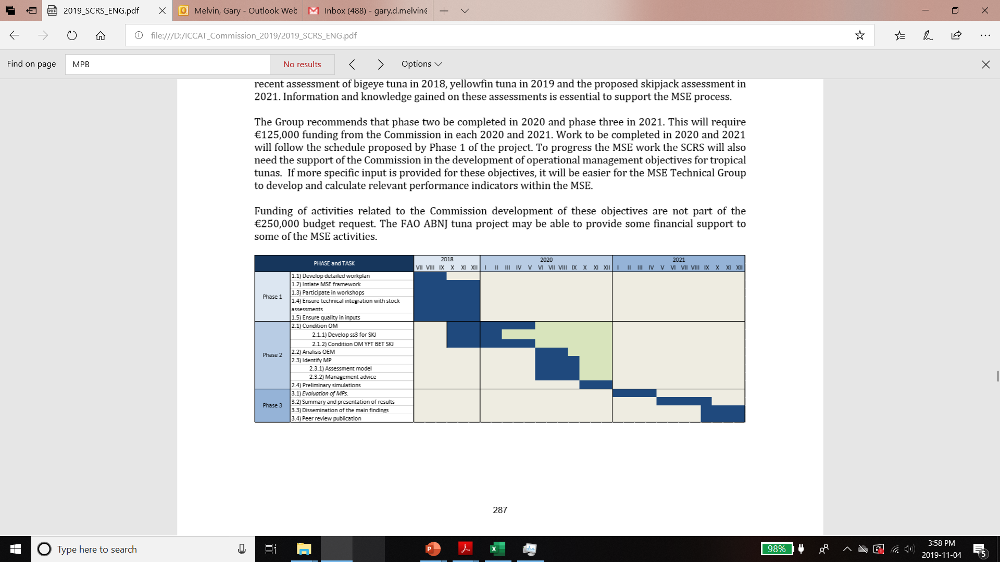 2019_SCRS_ENG.pdf
Melvin, Gary - Outlook Web
Inbox (488) - gary.d.melvin
file:///D:/ICCAT_Commission_2019/2019_SCRS_ENG.pdf
Find on page
MPB
No results
Options
recent assessment of bigeye tuna in 2018, yellowfin tuna in 2019 and the proposed skipjack assessment in
2021. Information and knowledge gained on these assessments is essential to support the MSE process.
The Group recommends that phase two be completed in 2020 and phase three in 2021. This will require
€125,000 funding from the Commission in each 2020 and 2021. Work to be completed in 2020 and 2021
will follow the schedule proposed by Phase 1 of the project. To progress the MSE work the SCRS will also
need the support of the Commission in the development of operational management objectives for tropical
tunas. If more specific input is provided for these objectives, it will be easier for the MSE Technical Group
to develop and calculate relevant performance indicators within the MSE.
Funding of activities related to the Commission development of these objectives are not part of the
€250,000 budget request. The FAO ABNJ tuna project may be able to provide some financial support to
some of the MSE activities.
PHASE and TASK
2018
2020
2021
VII VIII IX X XI XII I II III IV V VI VII VIII IX X XI XII I II III IV V VI VII VIII IX X XI XII
Phase 1
1.1) Develop detailed workplan
1.2) Intiate MSE framework
1.3) Participate in workshops
1.4) Ensure technical integration with stock
assessments
1.5) Ensure quality in inputs
Phase 2
2.1) Condition OM
2.1.1) Develop ss3 for SKJ
2.1.2) Condition OM YFT BET SKJ
2.2) Analisis OEM
2.3) Identify MP
2.3.1) Assessment model
2.3.2) Management advice
2.4) Preliminary simulations
Phase 3
3.1) Evaluation of MPs.
3.2) Summary and presentation of results
3.3) Dissemination of the main findings
3.4) Peer review publication
287
Type here to search
98%
3:58 PM
2019-11-04
5